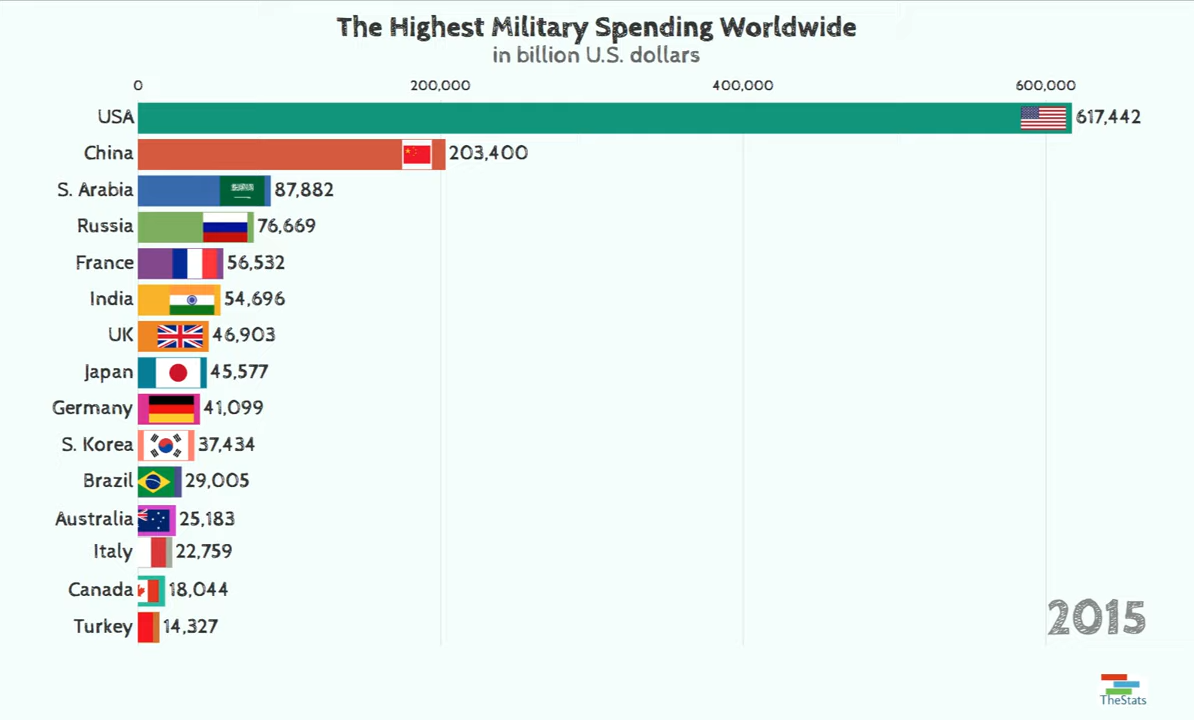 The Highest Military Spending Worldwide
in billion U.S. dollars
0 200,000 400,000 600,000
USA 617,442
China 203,400
S. Arabia 87,882
Russia 76,669
France 56,532
India 54,696
UK 46,903
Japan 45,577
Germany 41,099
S. Korea 37,434
Brazil 29,005
Australia 25,183
Italy 22,759
Canada 18,044
Turkey 14,327
2015
TheStats